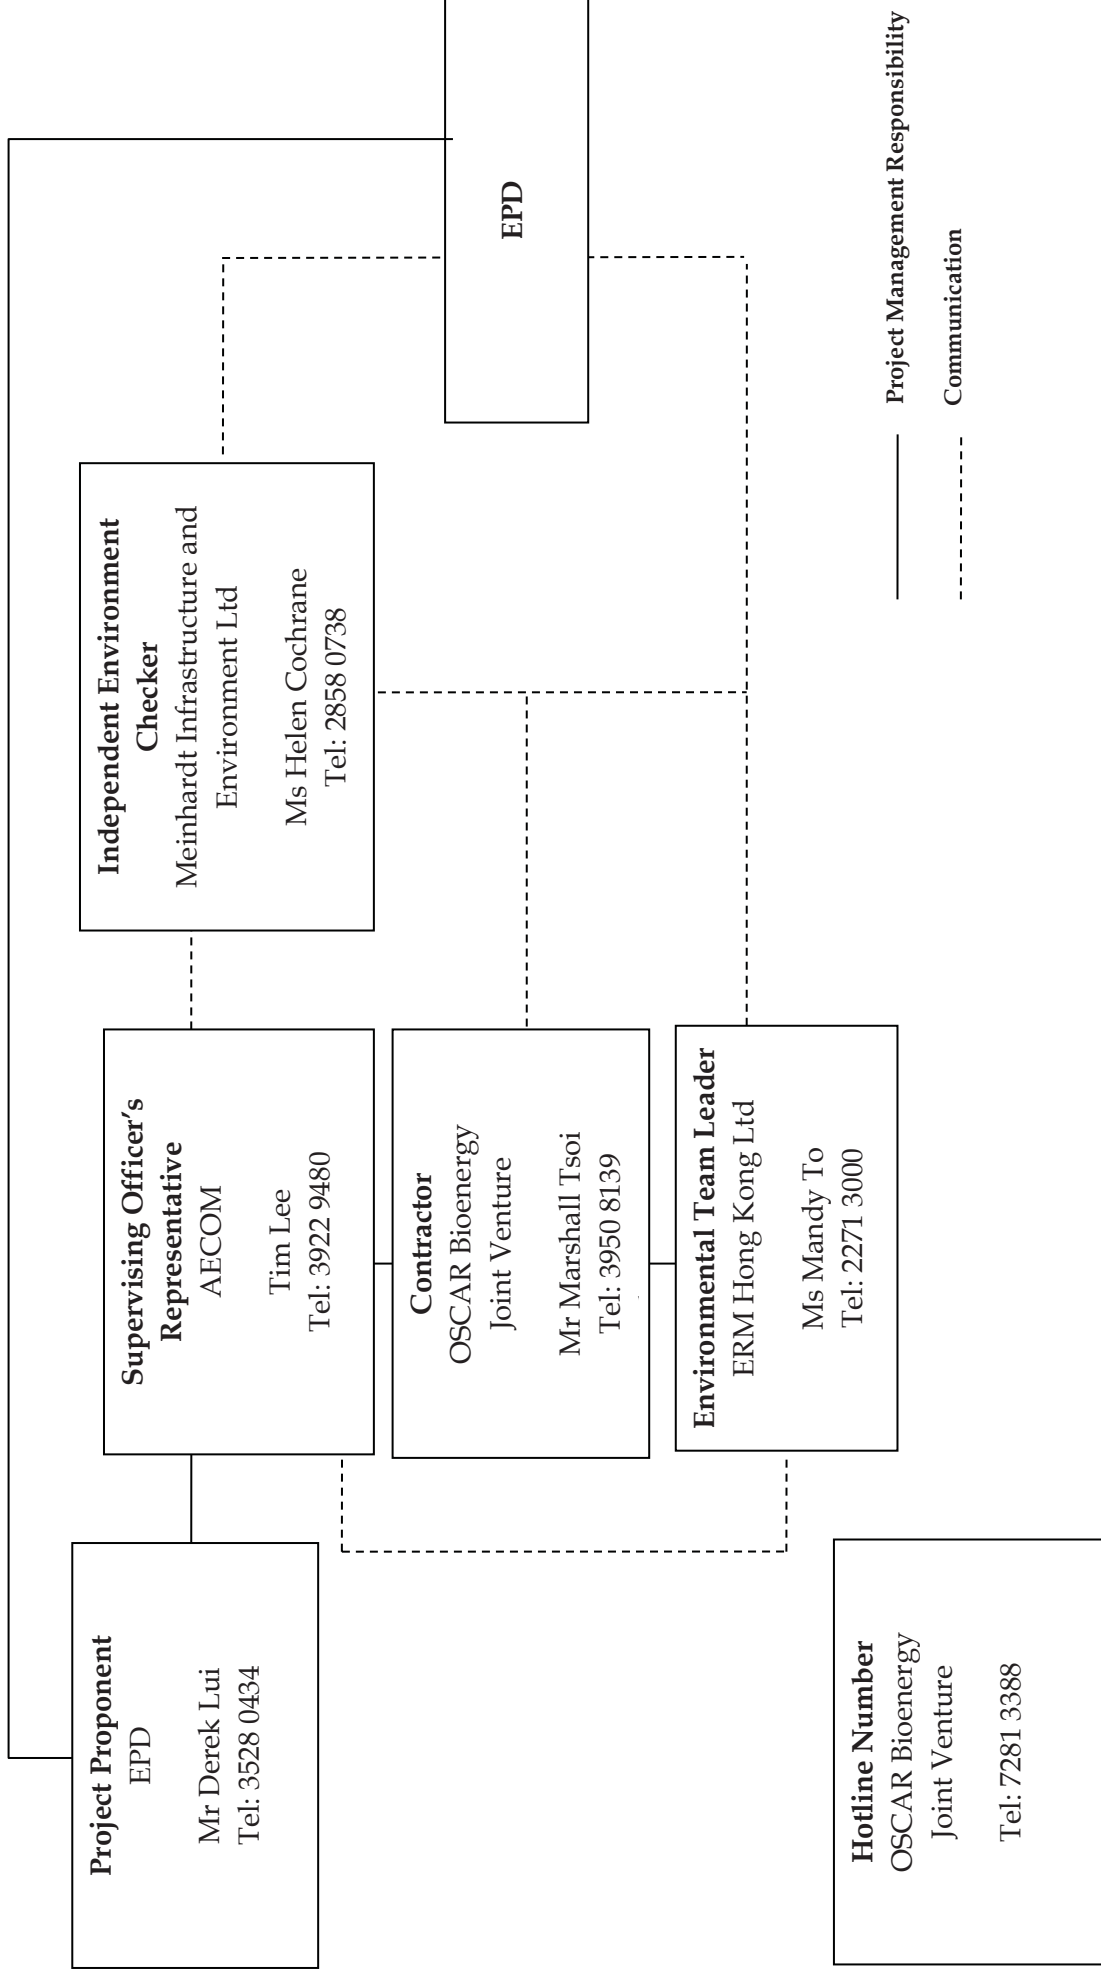 Project Proponent
EPD
Mr Derek Lui
Tel: 3528 0434
Supervising Officer's
Representative
AECOM
Tim Lee
Tel: 3922 9480
Independent Environment
Checker
Meinhardt Infrastructure and
Environment Ltd
Ms Helen Cochrane
Tel: 2858 0738
Contractor
OSCAR Bioenergy
Joint Venture
Mr Marshall Tsoi
Tel: 3950 8139
EPD
Environmental Team Leader
ERM Hong Kong Ltd
Ms Mandy To
Tel: 2271 3000
Hotline Number
OSCAR Bioenergy
Joint Venture
Tel: 7281 3388
Project Management Responsibility
Communication